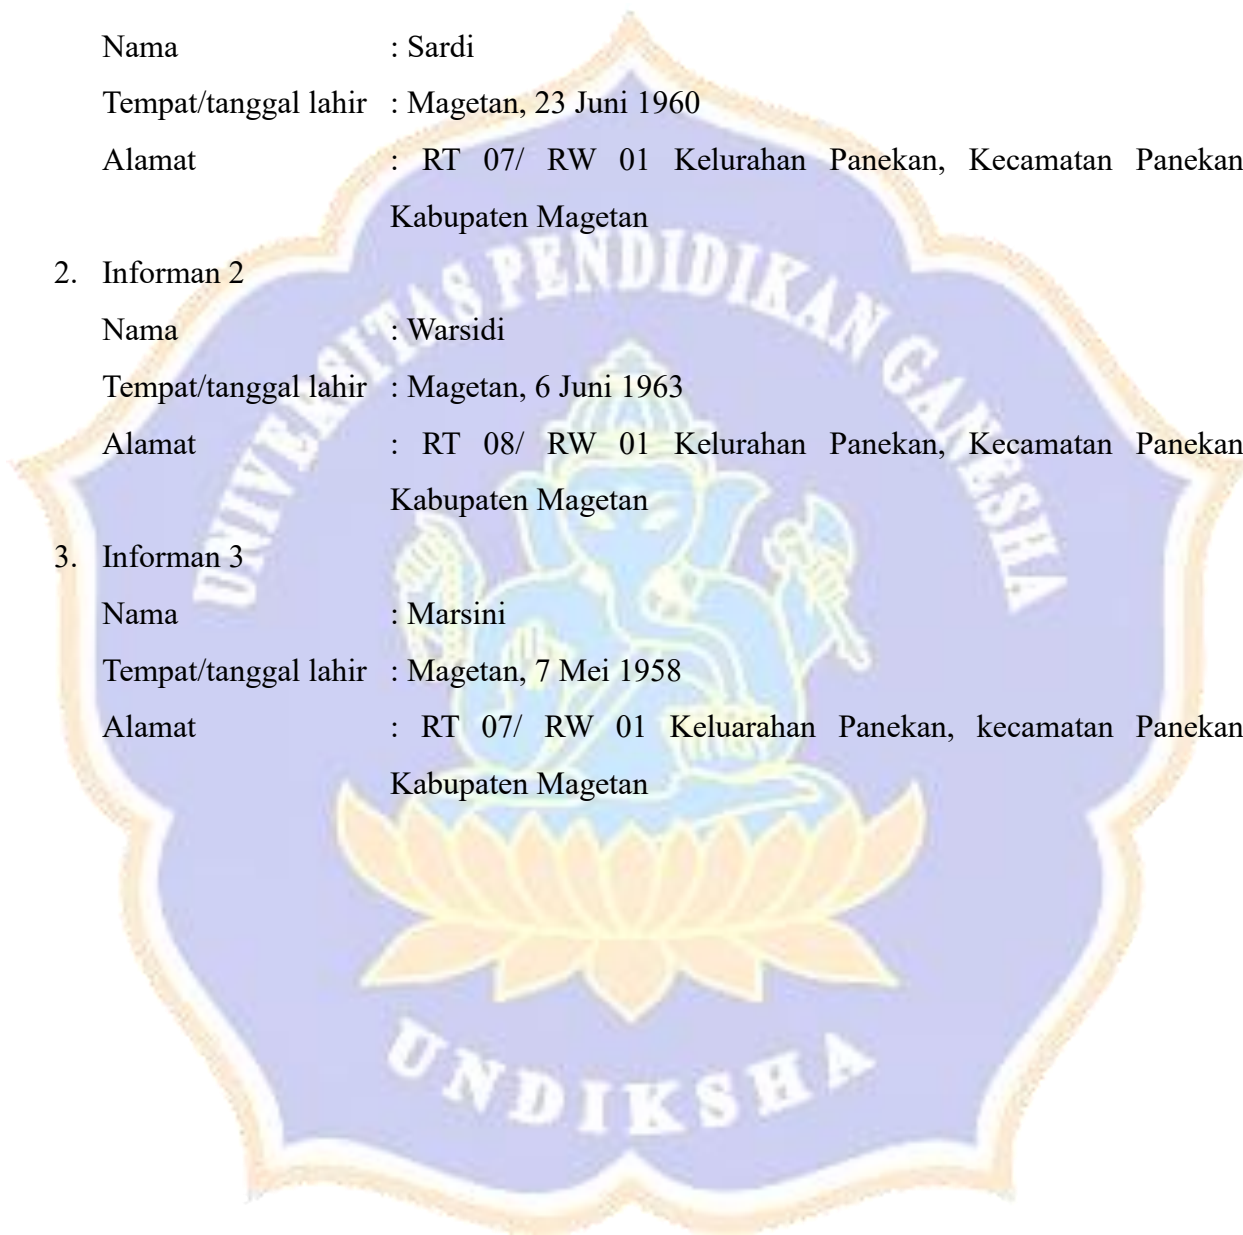 Nama : Sardi
Tempat/tanggal lahir : Magetan, 23 Juni 1960
Alamat : RT 07/ RW 01 Kelurahan Panekan, Kecamatan Panekan
Kabupaten Magetan
2. Informan 2
Nama : Warsidi
Tempat/tanggal lahir : Magetan, 6 Juni 1963
Alamat : RT 08/ RW 01 Kelurahan Panekan, Kecamatan Panekan
Kabupaten Magetan
3. Informan 3
Nama : Marsini
Tempat/tanggal lahir : Magetan, 7 Mei 1958
Alamat : RT 07/ RW 01 Keluarahan Panekan, kecamatan Panekan
Kabupaten Magetan
UNIVERSITAS PENDIDIKAN GANESHA
UNDIKSHA